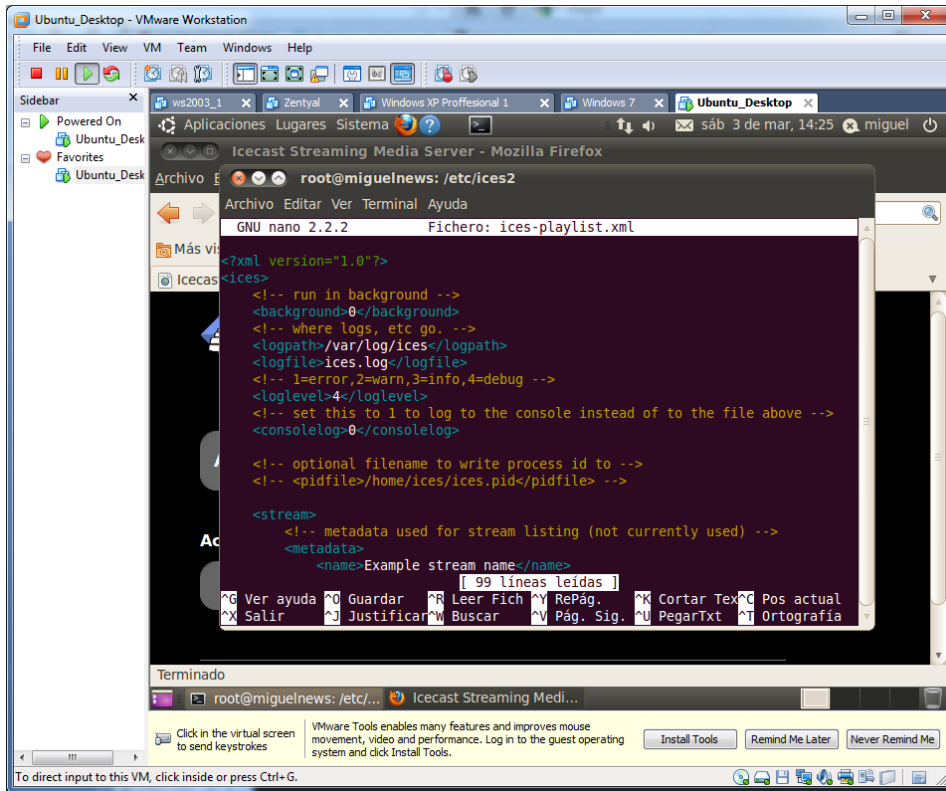 Ubuntu_Desktop - VMware Workstation
File Edit View VM Team Windows Help
Sidebar
ws2003_1 Zentyal Windows XP Proffesional 1 Windows 7 Ubuntu_Desktop
Powered On
Ubuntu_Desk
Favorites
Ubuntu_Desk
Aplicaciones Lugares Sistema sáb 3 de mar, 14:25 miguel
Icecast Streaming Media Server - Mozilla Firefox
Archivo E
root@miguelnews: /etc/ices2
Archivo Editar Ver Terminal Ayuda
Más vi
Icecas
Ac
GNU nano 2.2.2 Fichero: ices-playlist.xml
<?xml version="1.0"?>
<ices>
<!-- run in background -->
<background>0</background>
<!-- where logs, etc go. -->
<logpath>/var/log/ices</logpath>
<logfile>ices.log</logfile>
<!-- 1=error,2=warn,3=info,4=debug -->
<loglevel>4</loglevel>
<!-- set this to 1 to log to the console instead of to the file above -->
<consolelog>0</consolelog>
<!-- optional filename to write process id to -->
<!-- <pidfile>/home/ices/ices.pid</pidfile> -->
<stream>
<!-- metadata used for stream listing (not currently used) -->
<metadata>
<name>Example stream name</name>
[ 99 líneas leídas ]
^G Ver ayuda ^O Guardar ^R Leer Fich ^Y RePág. ^K Cortar Tex ^C Pos actual
^X Salir ^J Justificar ^W Buscar ^V Pág. Sig. ^U PegarTxt ^T Ortografía
Terminado
root@miguelnews: /etc/... Icecast Streaming Medi...
Click in the virtual screen
to send keystrokes
VMware Tools enables many features and improves mouse
movement, video and performance. Log in to the guest operating
system and click Install Tools.
Install Tools Remind Me Later Never Remind Me
To direct input to this VM, click inside or press Ctrl+G.